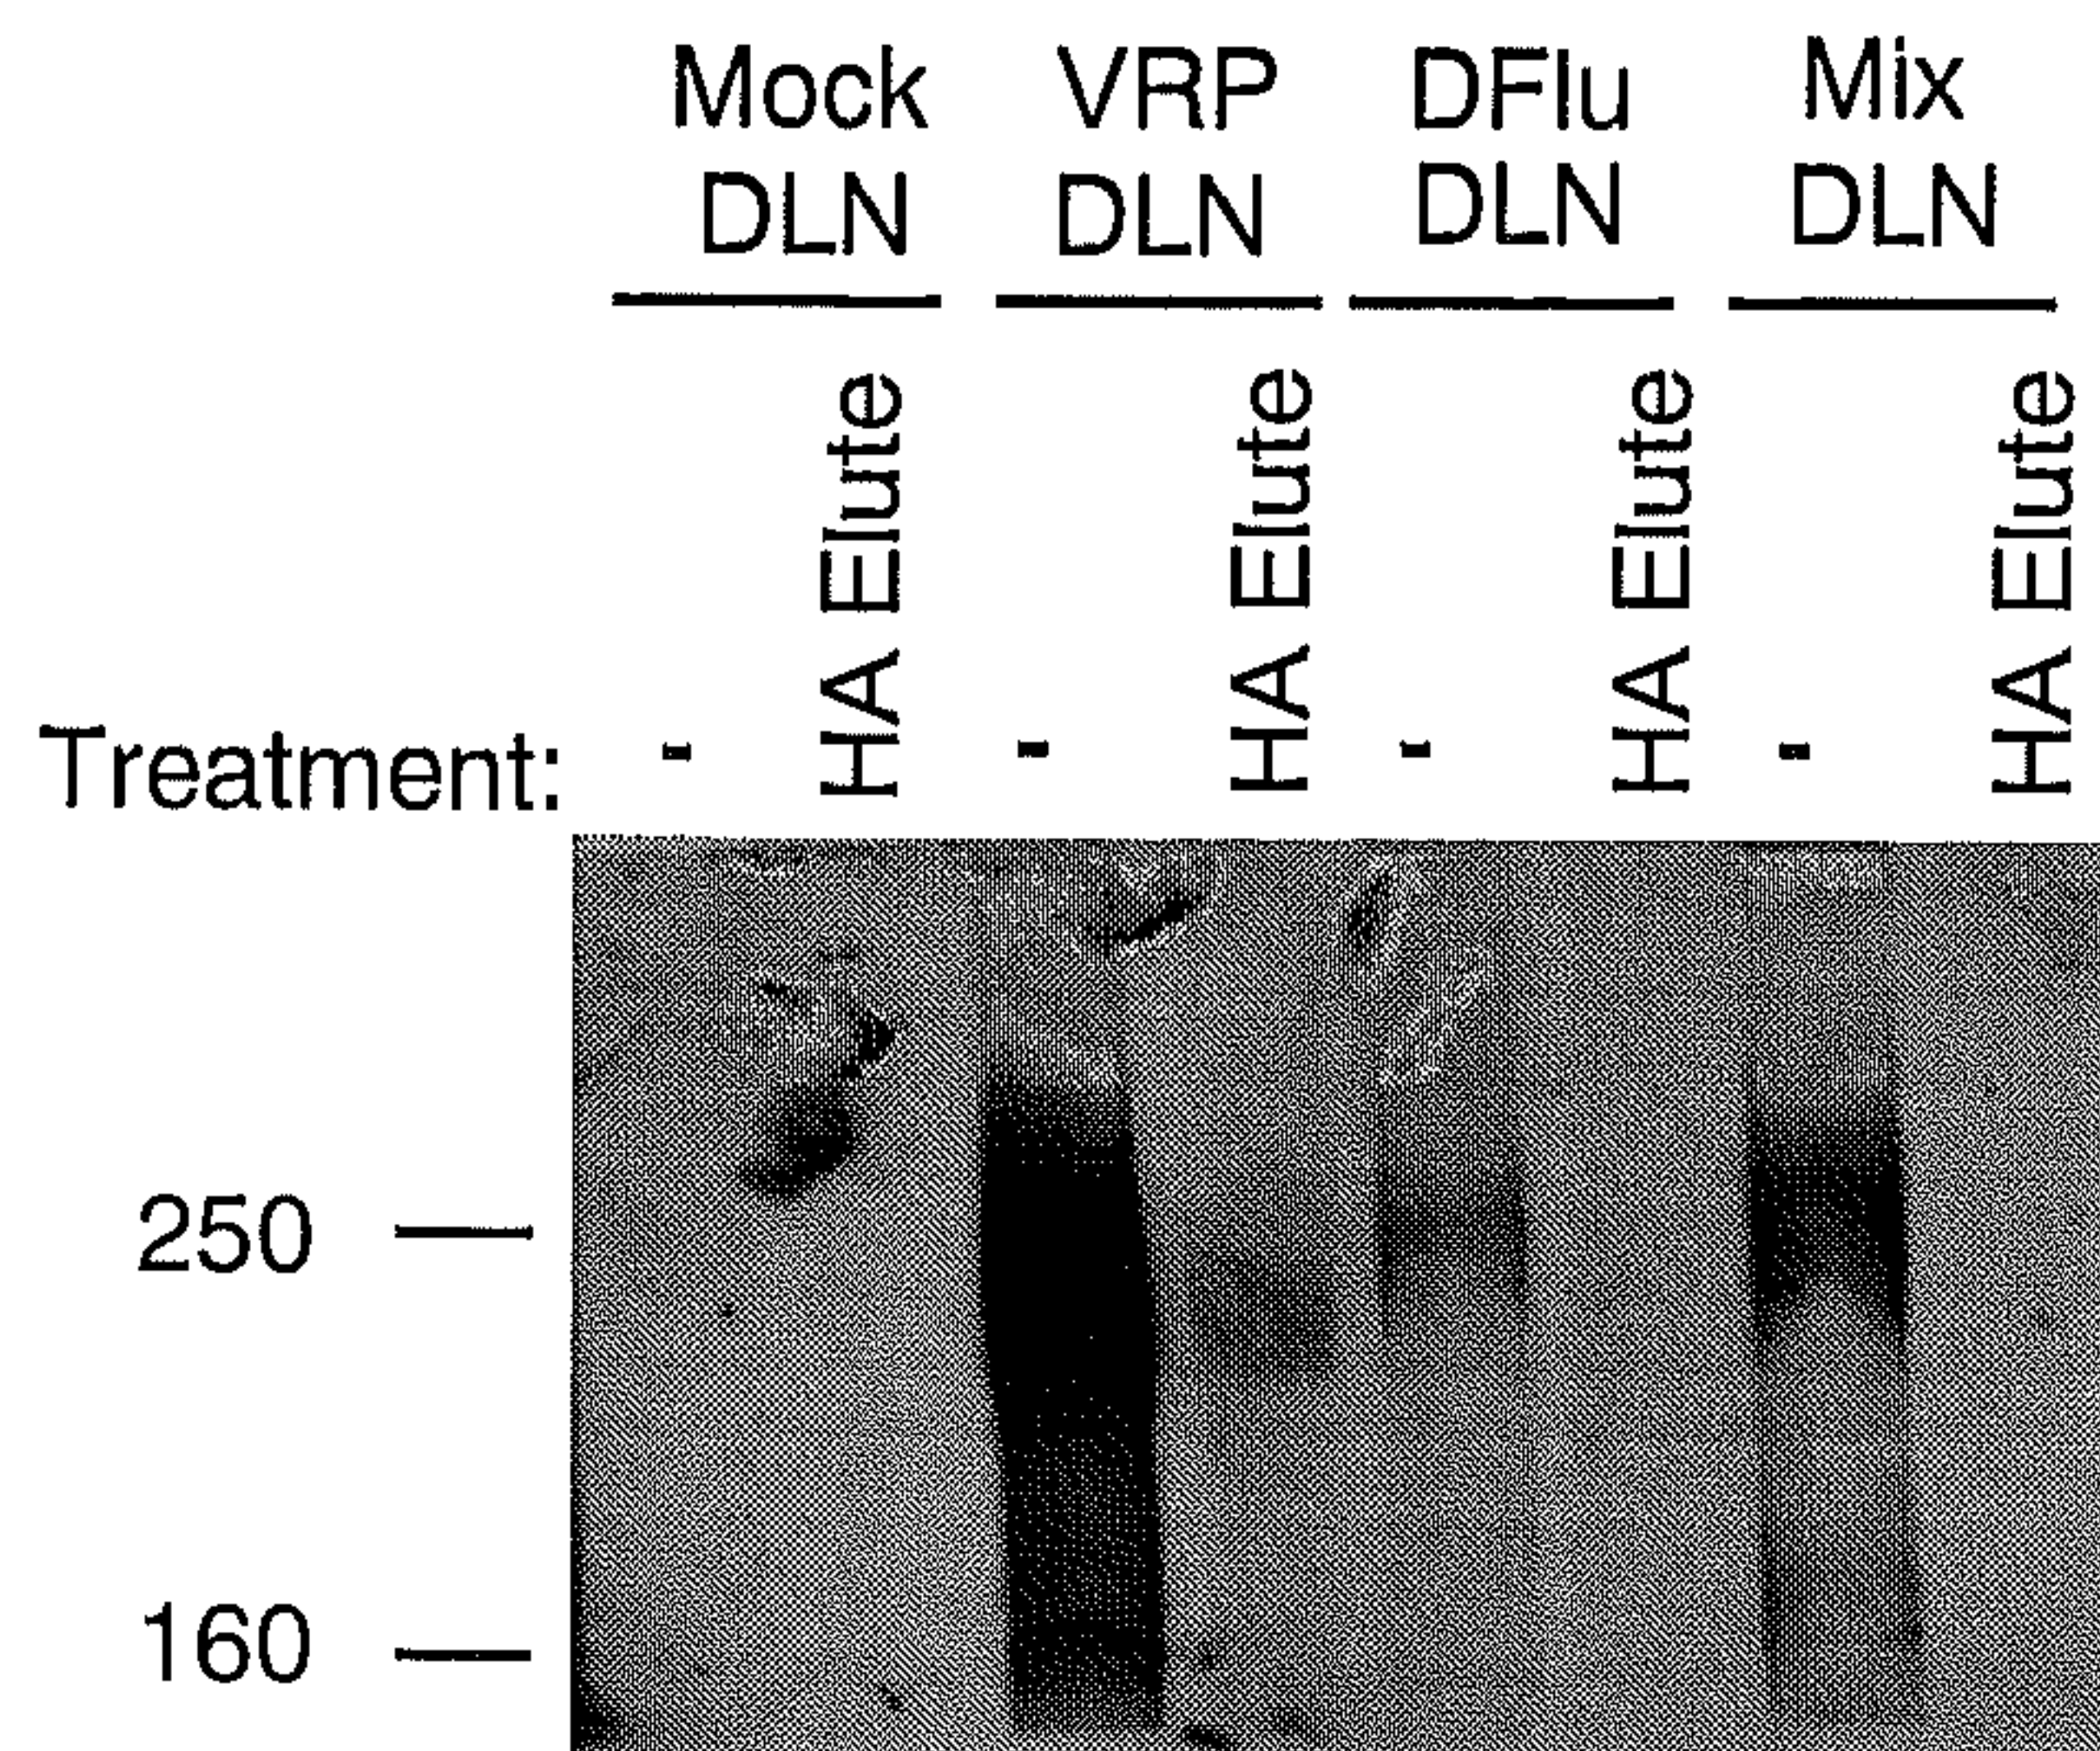 Mock VRP DFlu Mix
DLN DLN DLN DLN
Treatment: - HA Elute - HA Elute - HA Elute - HA Elute
250
160